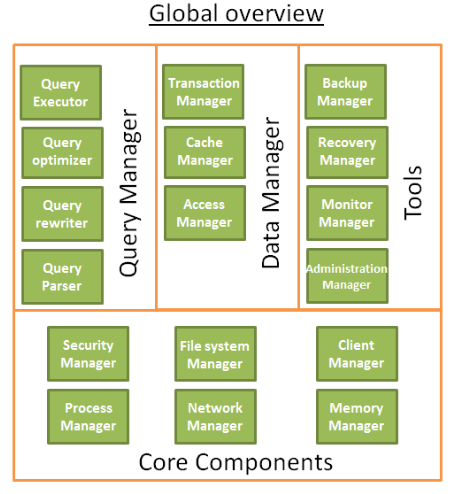 Global overview
Query
Executor
Query
optimizer
Query
rewriter
Query
Parser
Query Manager
Transaction
Manager
Cache
Manager
Access
Manager
Data Manager
Backup
Manager
Recovery
Manager
Monitor
Manager
Administration
Manager
Tools
Security
Manager
File system
Manager
Client
Manager
Process
Manager
Network
Manager
Memory
Manager
Core Components